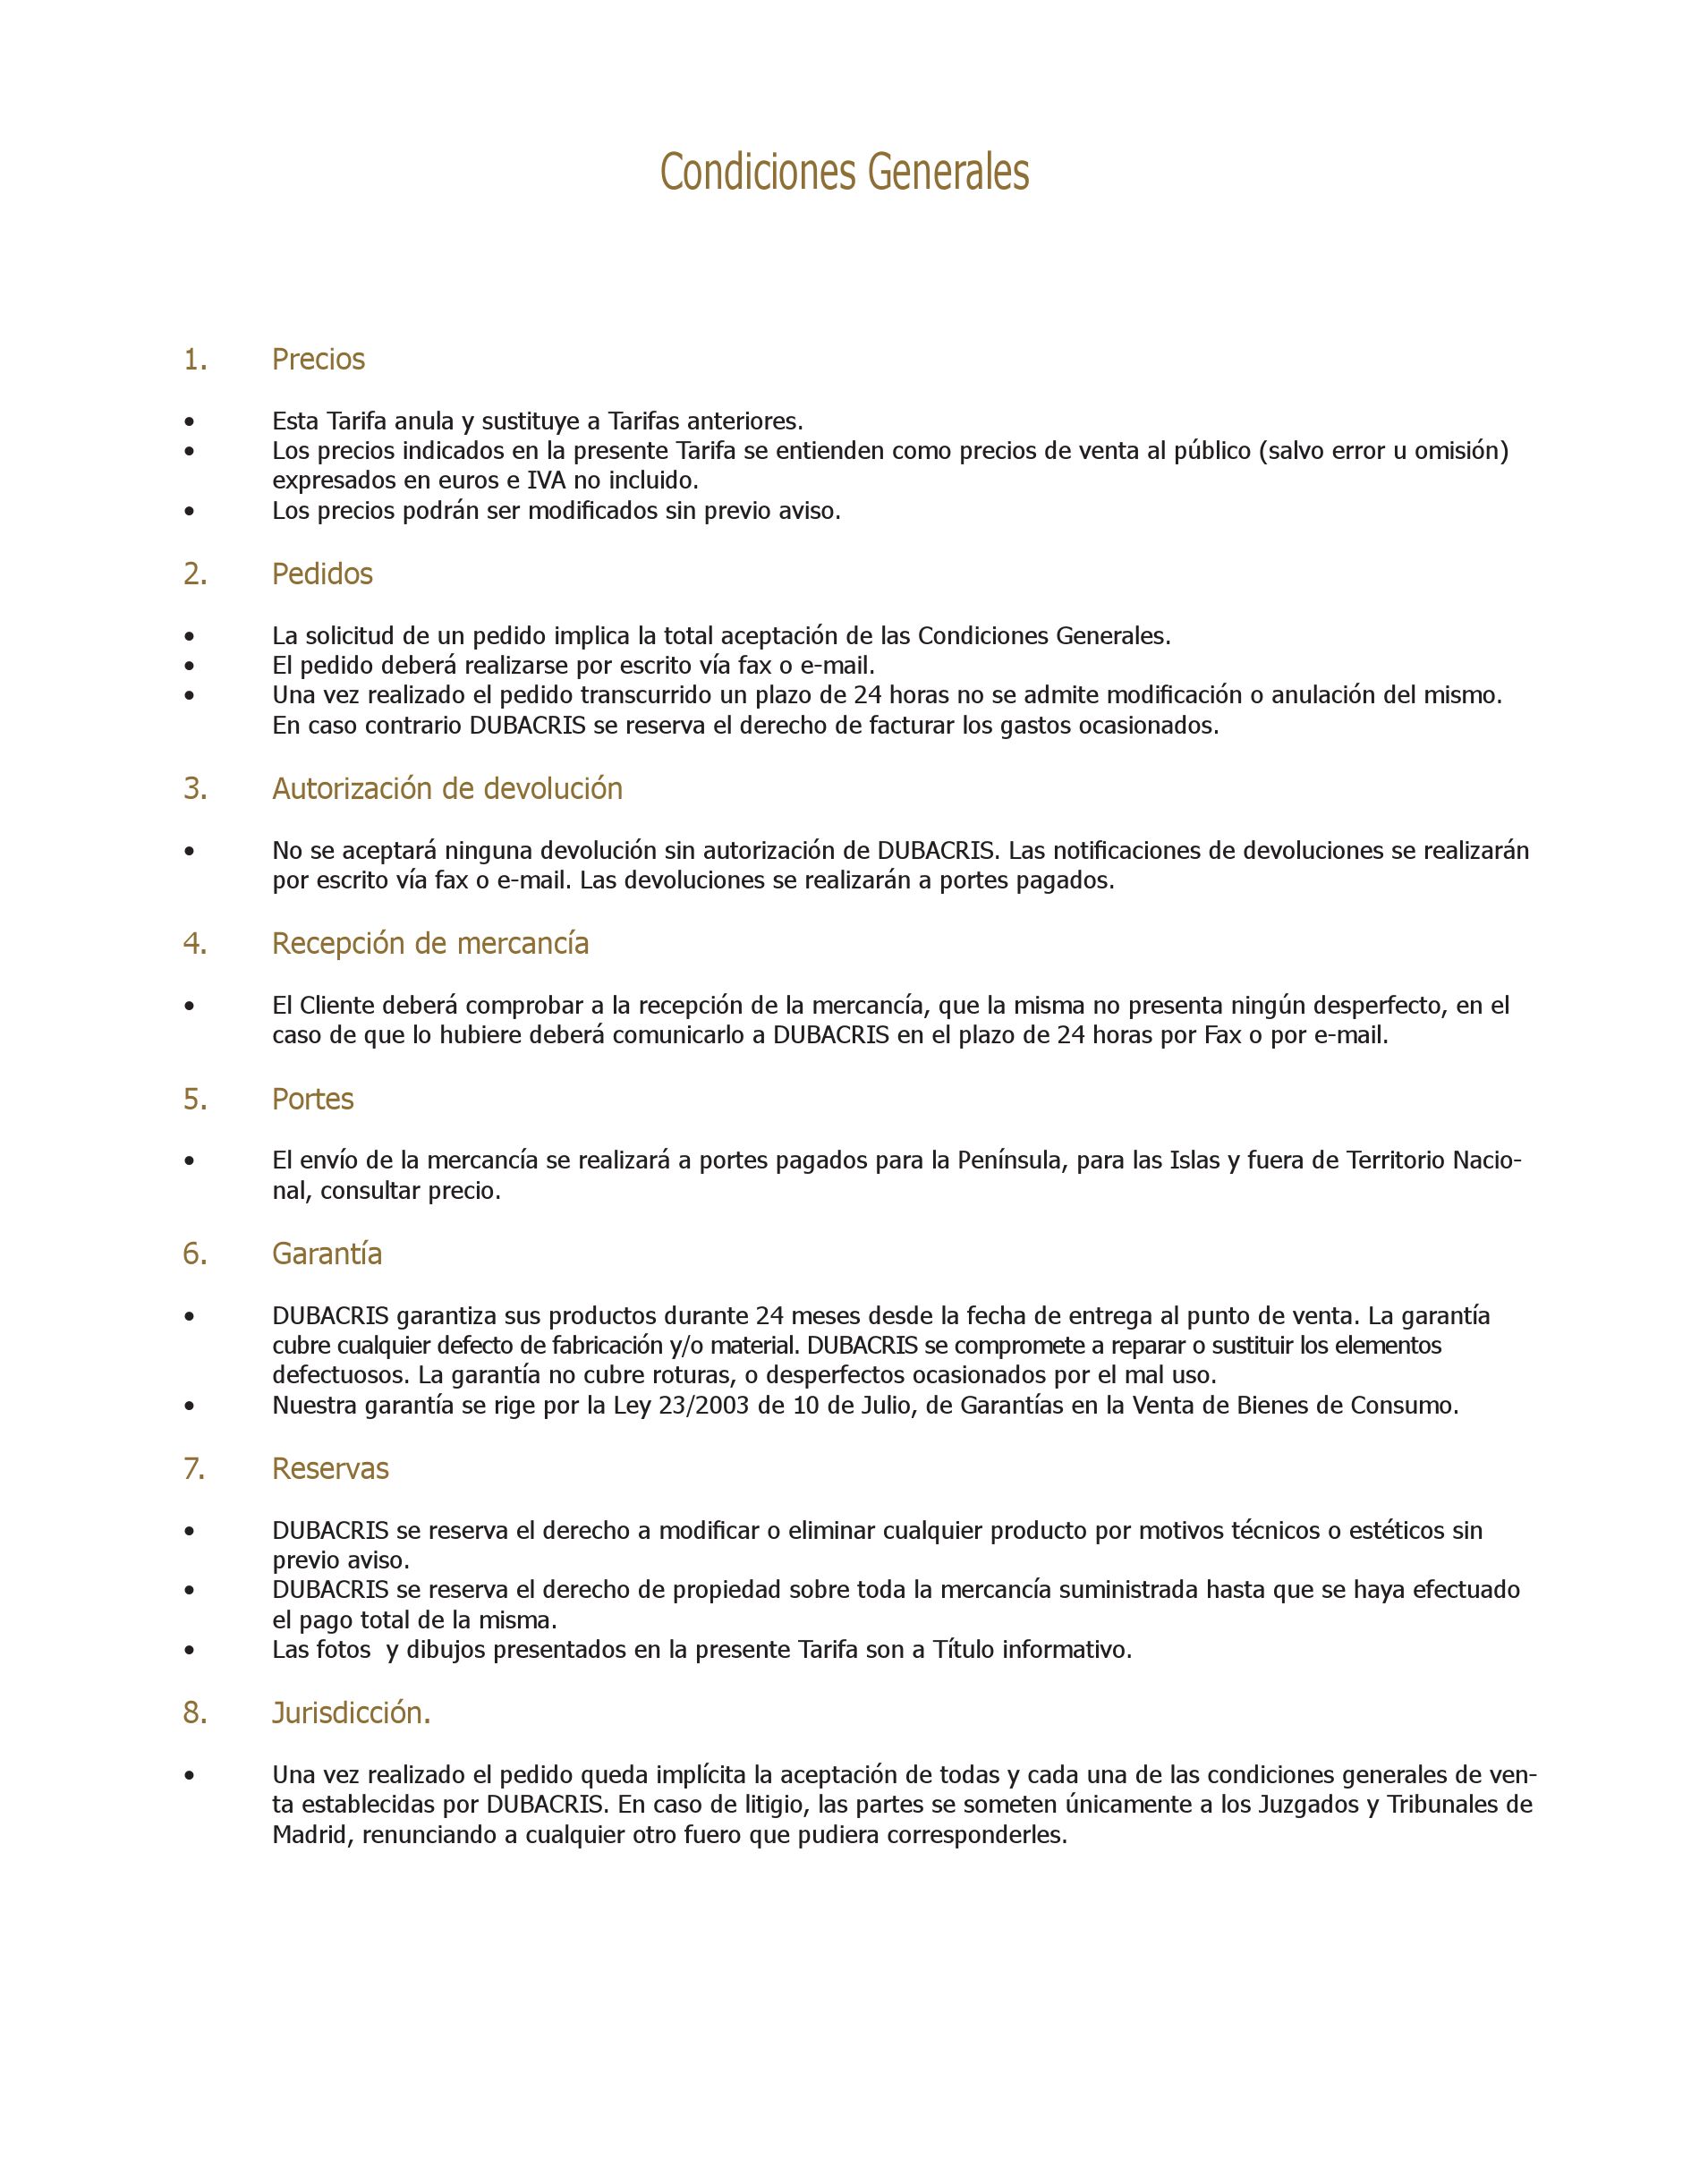 Condiciones Generales
1. Precios
• Esta Tarifa anula y sustituye a Tarifas anteriores.
• Los precios indicados en la presente Tarifa se entienden como precios de venta al público (salvo error u omisión)
expresados en euros e IVA no incluido.
• Los precios podrán ser modificados sin previo aviso.
2. Pedidos
• La solicitud de un pedido implica la total aceptación de las Condiciones Generales.
• El pedido deberá realizarse por escrito vía fax o e-mail.
• Una vez realizado el pedido transcurrido un plazo de 24 horas no se admite modificación o anulación del mismo.
En caso contrario DUBACRIS se reserva el derecho de facturar los gastos ocasionados.
3. Autorización de devolución
• No se aceptará ninguna devolución sin autorización de DUBACRIS. Las notificaciones de devoluciones se realizarán
por escrito vía fax o e-mail. Las devoluciones se realizarán a portes pagados.
4. Recepción de mercancía
• El Cliente deberá comprobar a la recepción de la mercancía, que la misma no presenta ningún desperfecto, en el
caso de que lo hubiere deberá comunicarlo a DUBACRIS en el plazo de 24 horas por Fax o por e-mail.
5. Portes
• El envío de la mercancía se realizará a portes pagados para la Península, para las Islas y fuera de Territorio Nacio-
nal, consultar precio.
6. Garantía
• DUBACRIS garantiza sus productos durante 24 meses desde la fecha de entrega al punto de venta. La garantía
cubre cualquier defecto de fabricación y/o material. DUBACRIS se compromete a reparar o sustituir los elementos
defectuosos. La garantía no cubre roturas, o desperfectos ocasionados por el mal uso.
• Nuestra garantía se rige por la Ley 23/2003 de 10 de Julio, de Garantías en la Venta de Bienes de Consumo.
7. Reservas
• DUBACRIS se reserva el derecho a modificar o eliminar cualquier producto por motivos técnicos o estéticos sin
previo aviso.
• DUBACRIS se reserva el derecho de propiedad sobre toda la mercancía suministrada hasta que se haya efectuado
el pago total de la misma.
• Las fotos  y dibujos presentados en la presente Tarifa son a Título informativo.
8. Jurisdicción.
• Una vez realizado el pedido queda implícita la aceptación de todas y cada una de las condiciones generales de ven-
ta establecidas por DUBACRIS. En caso de litigio, las partes se someten únicamente a los Juzgados y Tribunales de
Madrid, renunciando a cualquier otro fuero que pudiera corresponderles.